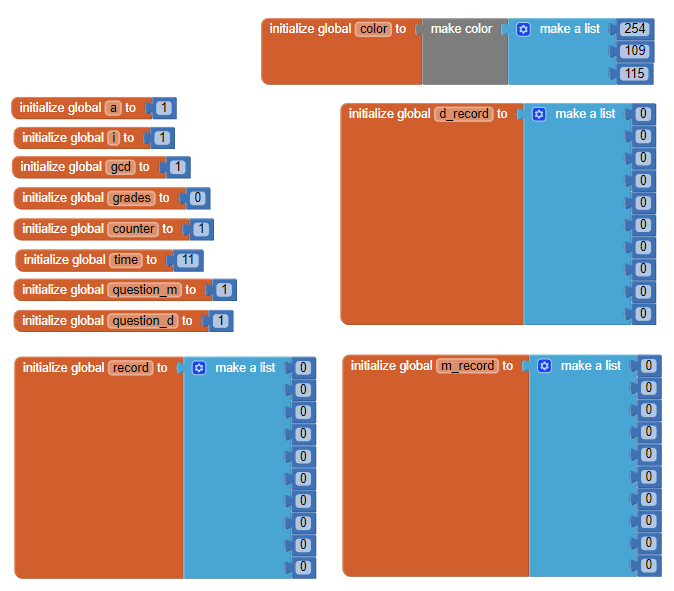 initialize global color to make color make a list 254
109
115
initialize global a to 1
initialize global i to 1
initialize global gcd to 1
initialize global grades to 0
initialize global counter to 1
initialize global time to 11
initialize global question_m to 1
initialize global question_d to 1
initialize global d_record to make a list 0
0
0
0
0
0
0
0
0
0
initialize global record to make a list 0
0
0
0
0
0
0
0
0
0
initialize global m_record to make a list 0
0
0
0
0
0
0
0
0
0